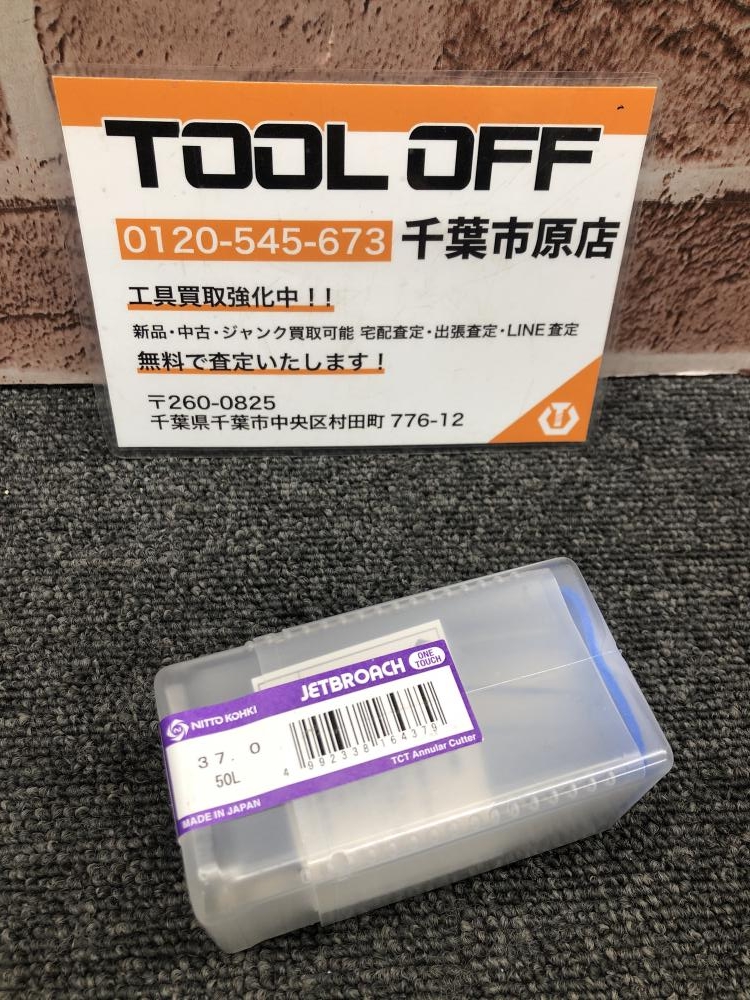 TOOL OFF
0120-545-673 千葉市原店
工具買取強化中！！
新品・中古・ジャンク買取可能 宅配査定・出張査定・LINE査定
無料で査定いたします！
〒260-0825
千葉県千葉市中央区村田町 776-12
JETBROACH ONE TOUCH
NITTO KOHKI
37.0
50L
4 992338 164379
MADE IN JAPAN
TCT Annular Cutter